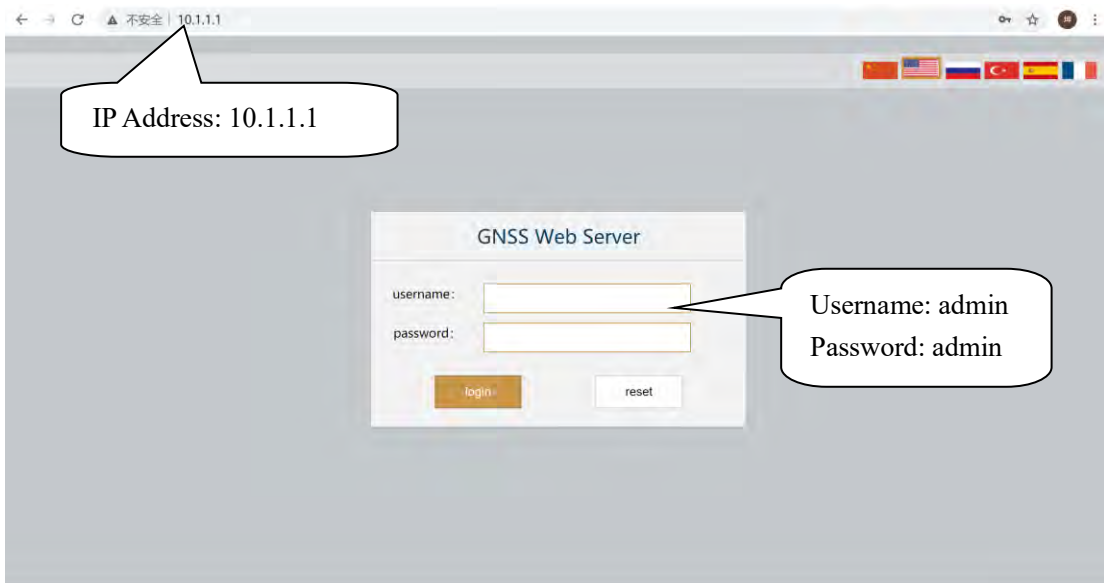 不安全 | 10.1.1.1
IP Address: 10.1.1.1
GNSS Web Server
username:
password:
Username: admin
Password: admin
login
reset